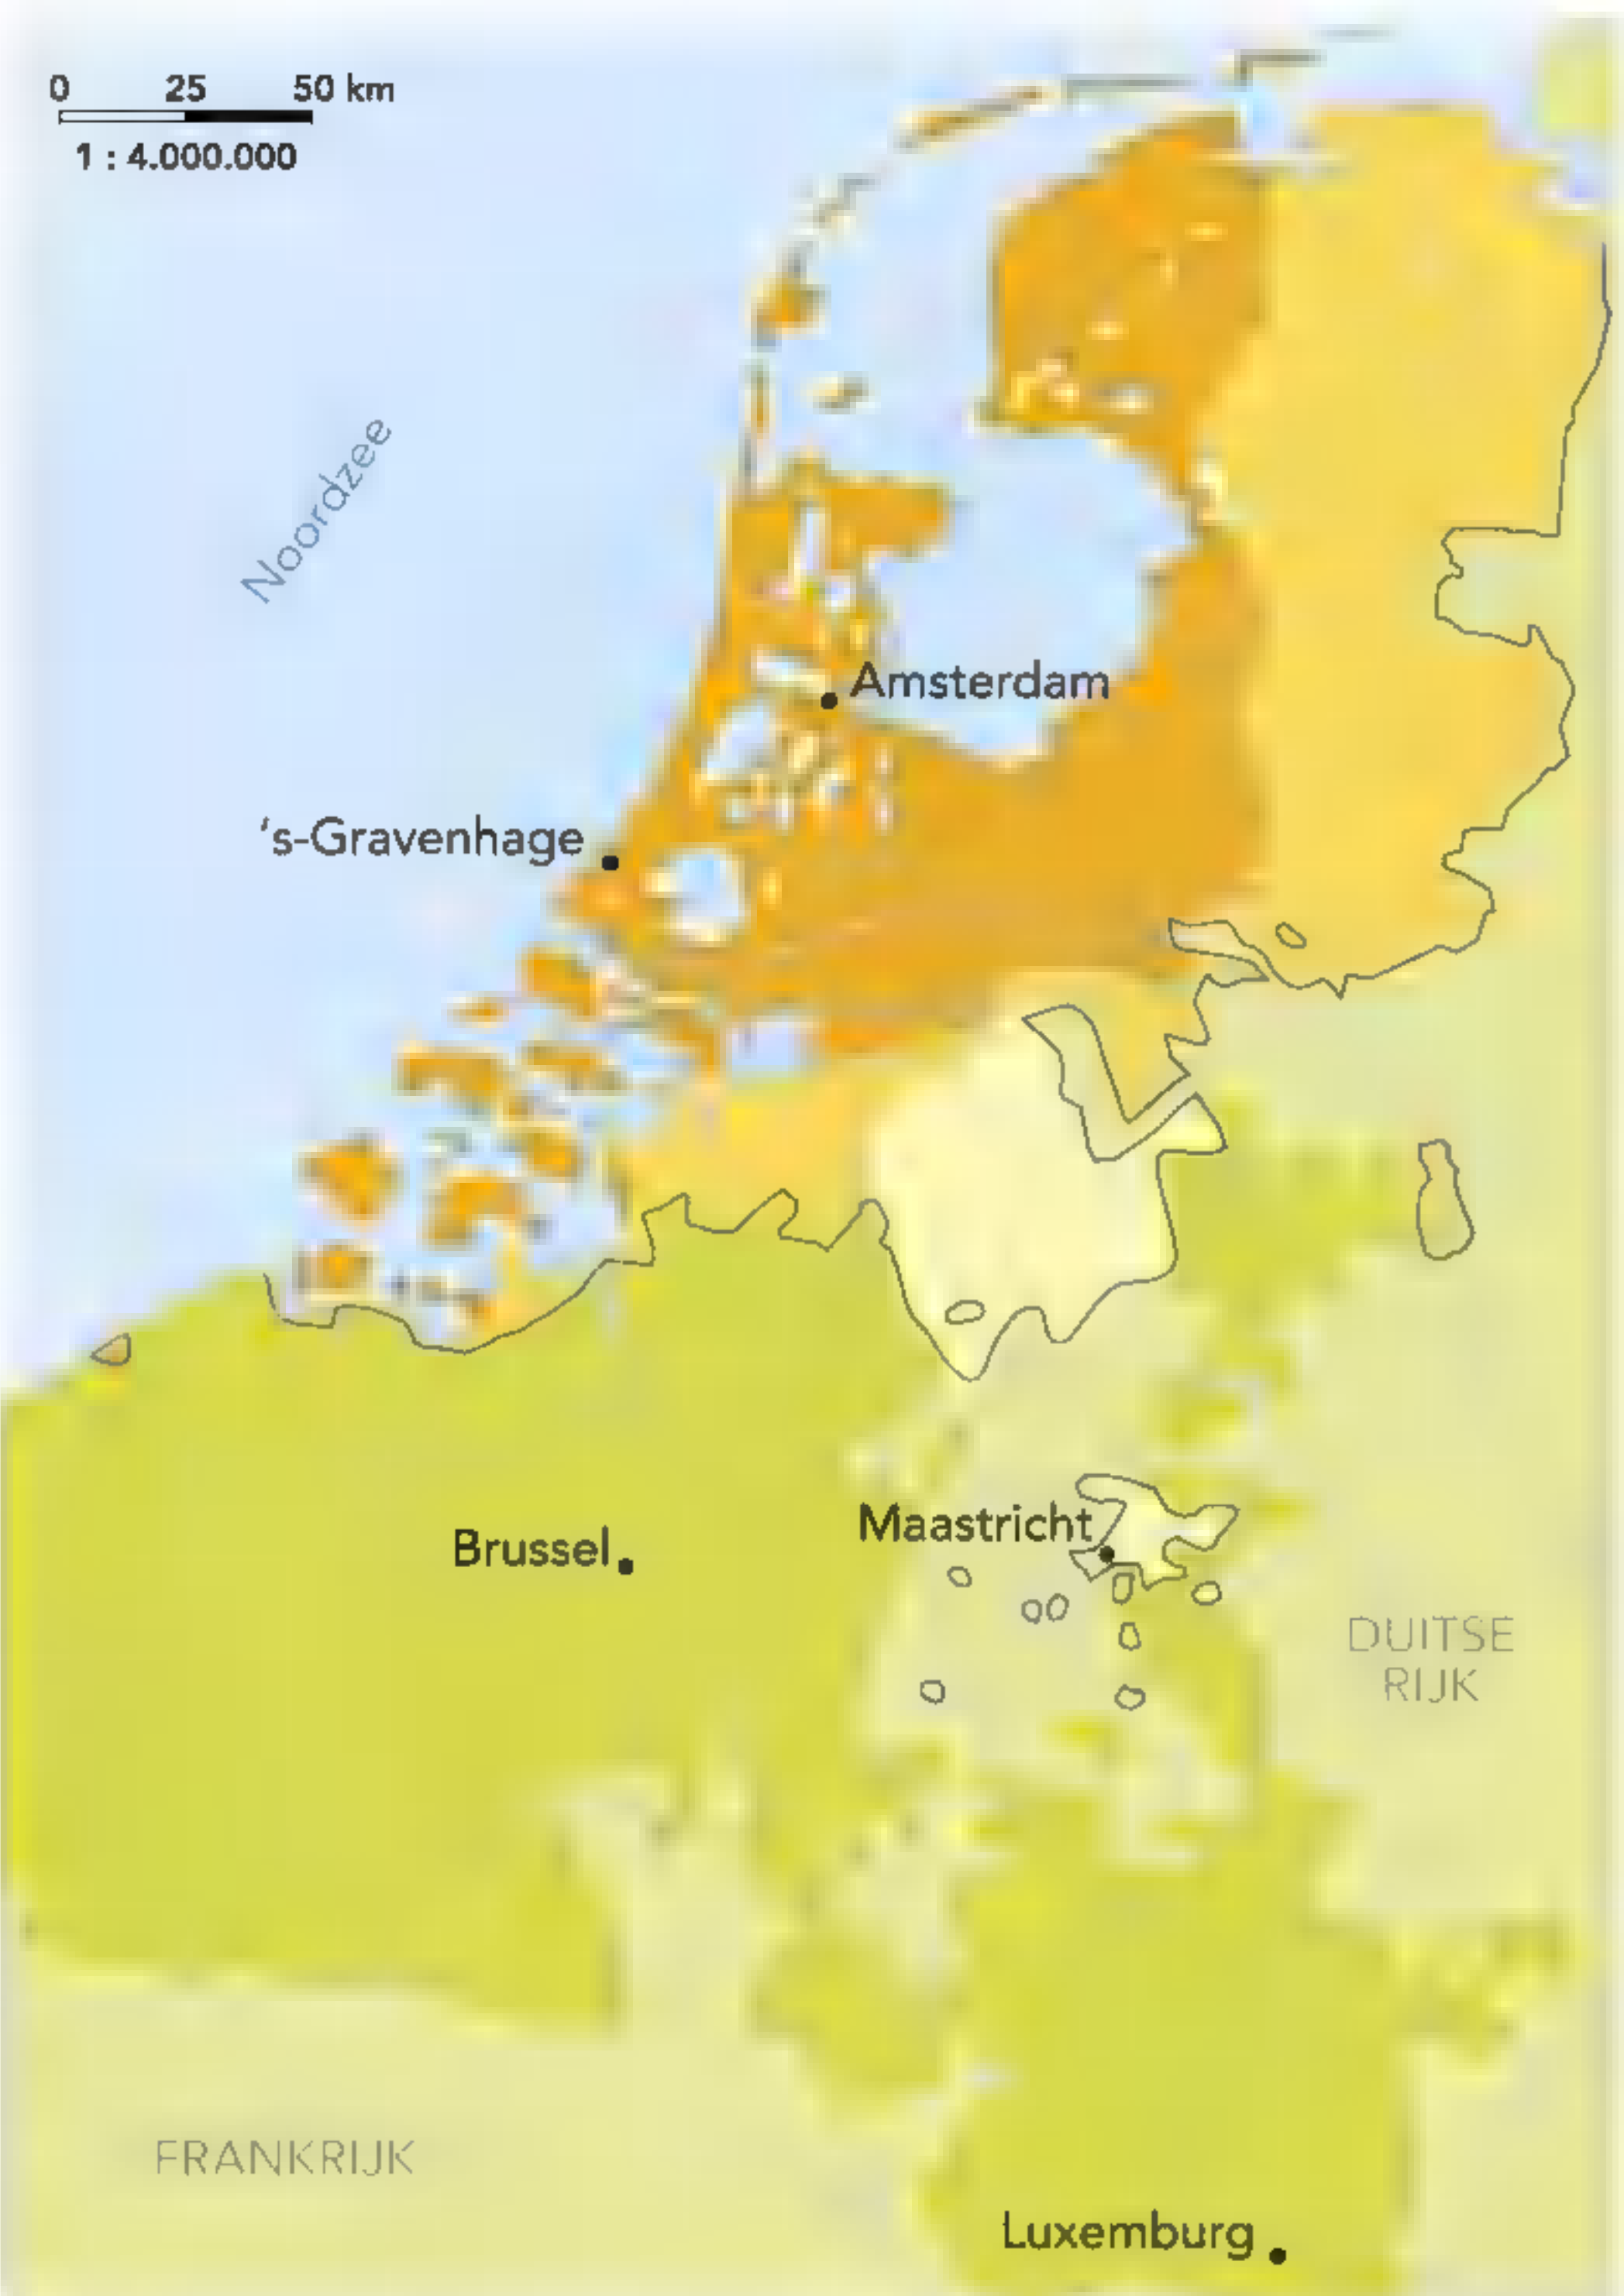 0 25 50 km
1 : 4.000.000
Noordzee
Amsterdam
's-Gravenhage
Maastricht
Brussel
DUITSE
RIJK
FRANKRIJK
Luxemburg